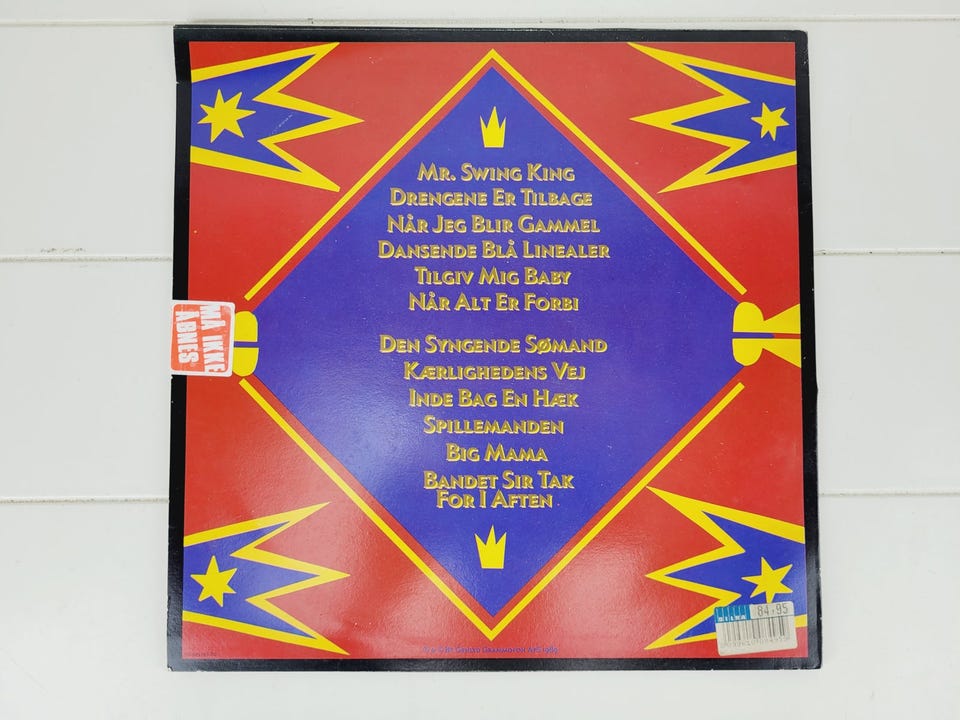 Mr. Swing King
Drengene Er Tilbage
Når Jeg Blir Gammel
Dansende Blå Linealer
Tilgiv Mig Baby
Når Alt Er Forbi
MÅ IKKE
ÅBNES
Den Syngende Sømand
Kærlighedens Vej
Inde Bag En Hæk
Spillemanden
Big Mama
Bandet Sir Tak
For I Aften
84,95
Grammofon A/S 1989